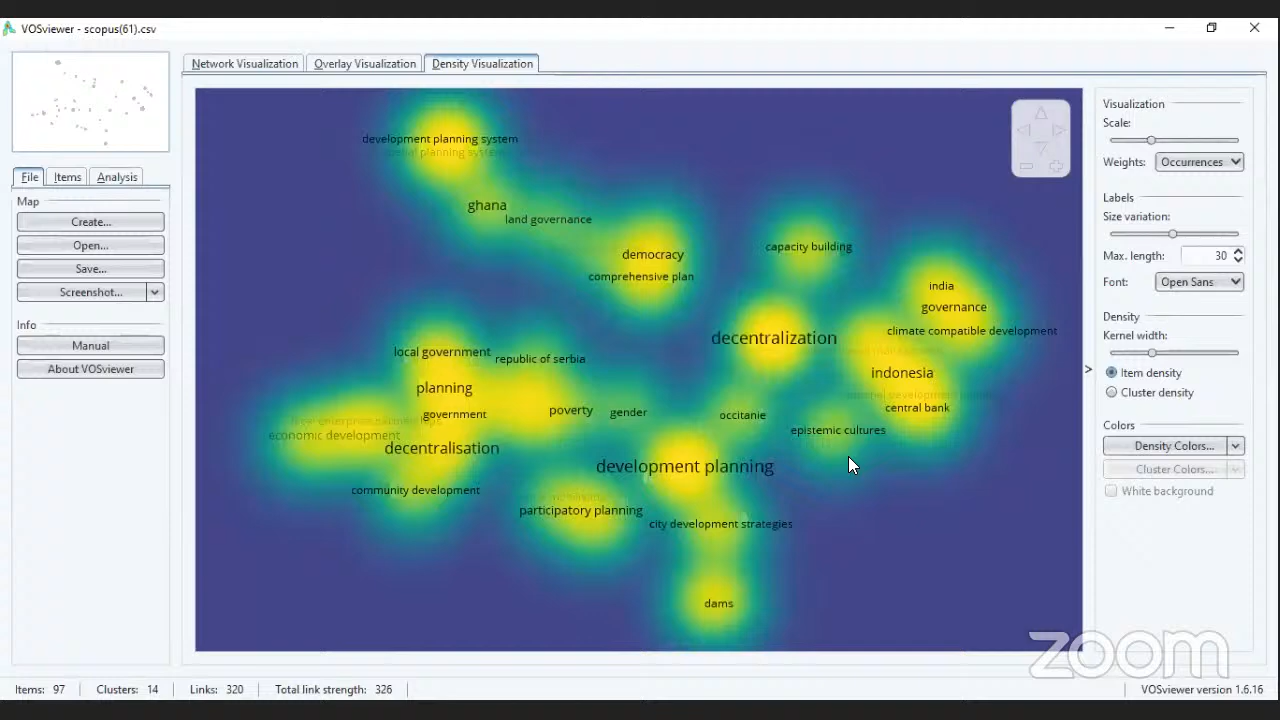 VOSviewer - scopus(61).csv
Network Visualization
Overlay Visualization
Density Visualization
File
Items
Analysis
Map
Create...
Open...
Save...
Screenshot...
Info
Manual
About VOSviewer
development planning system
ghana
land governance
democracy
comprehensive plan
capacity building
india
governance
decentralization
climate compatible development
local government
republic of serbia
indonesia
planning
central bank
government
poverty
gender
occitanie
economic development
epistemic cultures
decentralisation
development planning
community development
participatory planning
city development strategies
dams
Visualization
Scale:
Weights:
Occurrences
Labels
Size variation:
Max. length:
30
Font:
Open Sans
Density
Kernel width:
Item density
Cluster density
Colors
Density Colors...
Cluster Colors...
White background
>
zoom
Items: 97
Clusters: 14
Links: 320
Total link strength: 326
VOSviewer version 1.6.16